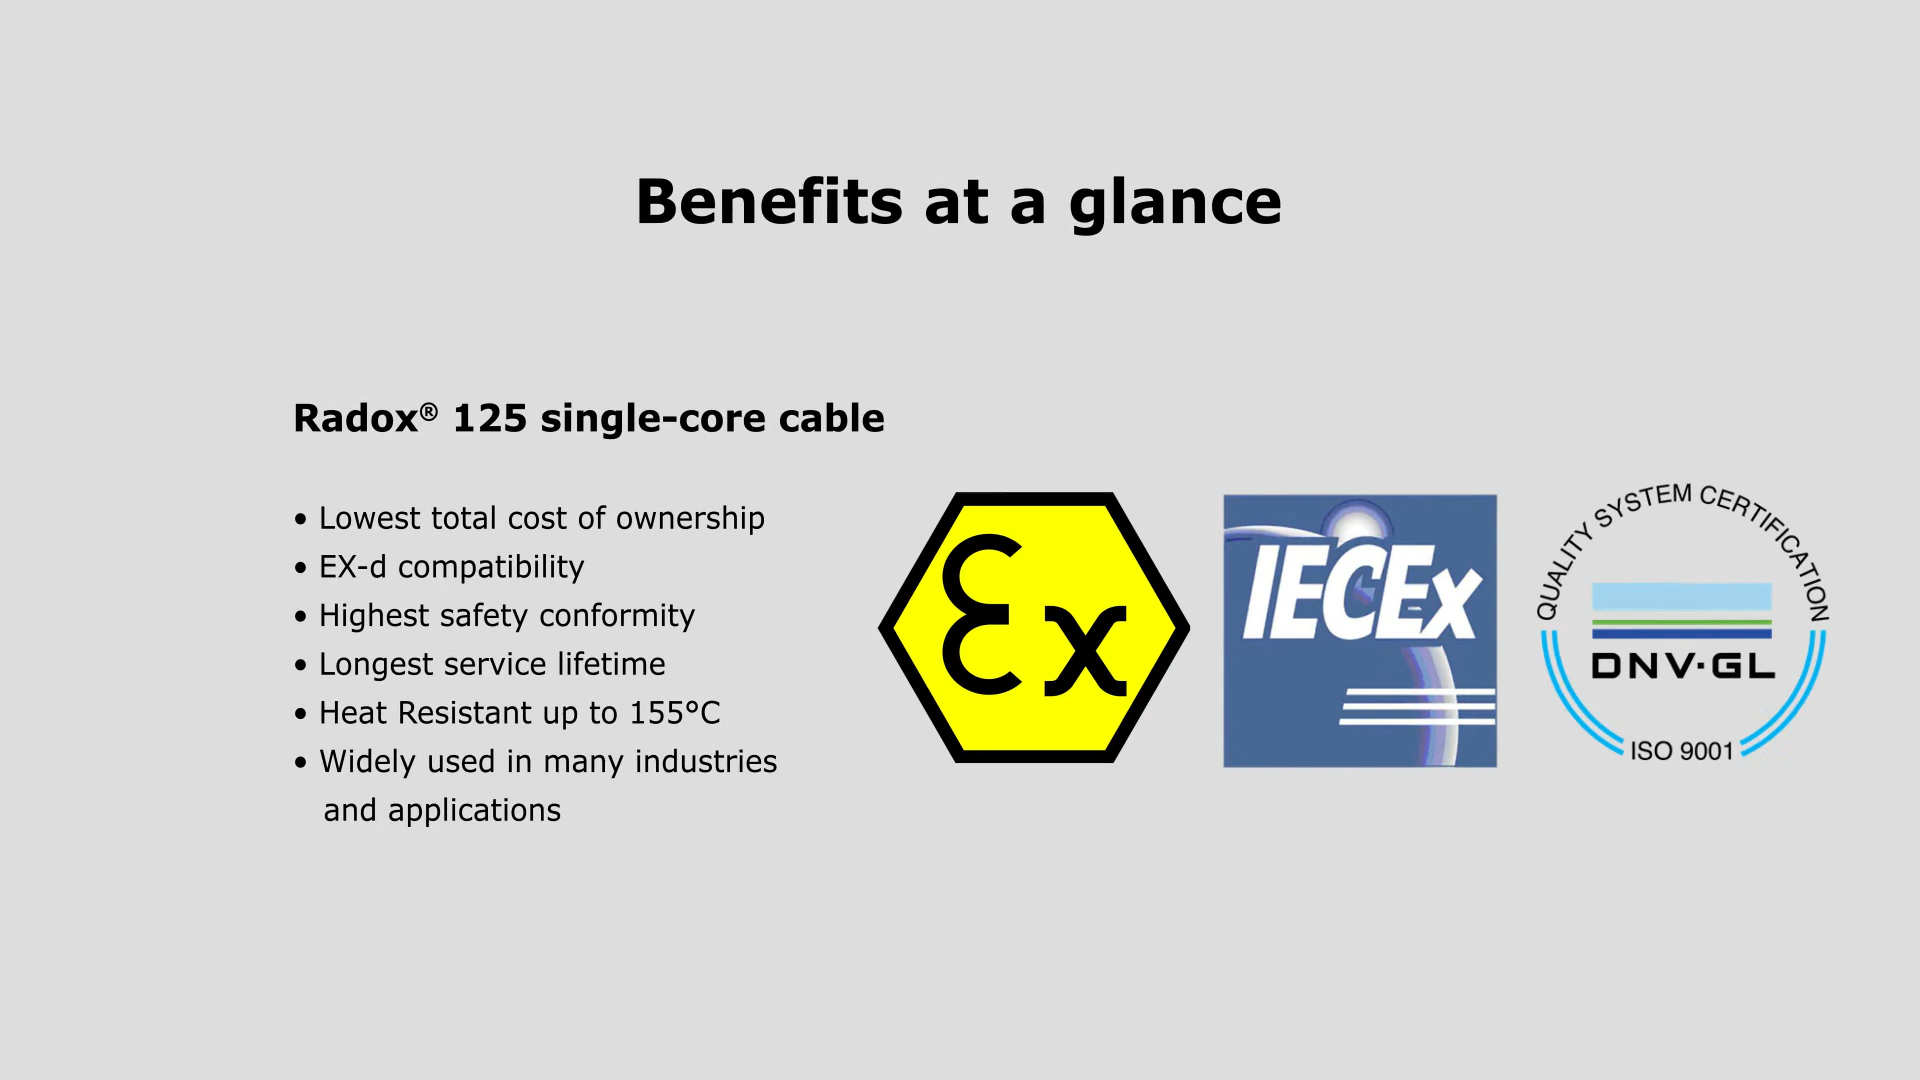 Benefits at a glance
Radox® 125 single-core cable
• Lowest total cost of ownership
• EX-d compatibility
• Highest safety conformity
• Longest service lifetime
• Heat Resistant up to 155°C
• Widely used in many industries
and applications
Ex
IECEx
QUALITY SYSTEM CERTIFICATION
DNV·GL
ISO 9001